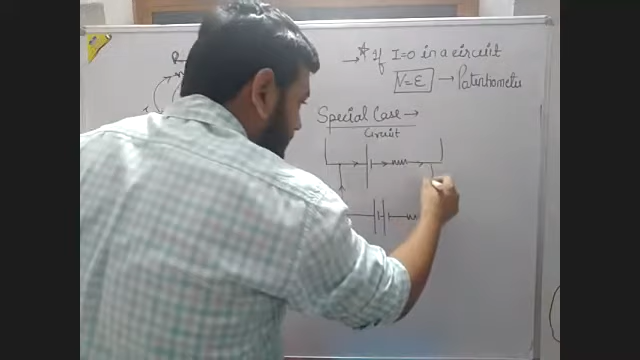 → * If I=0 in a circuit
V=ε → Potentiometer
Special Case →
Circuit
R